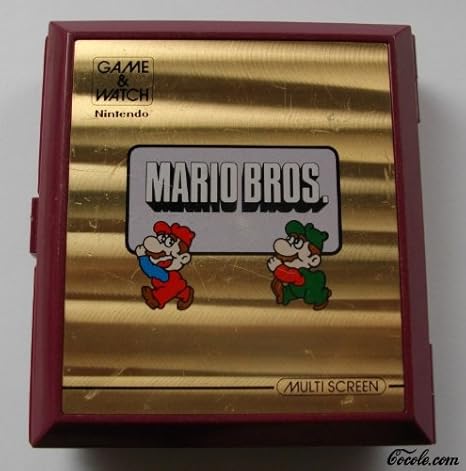 GAME
&
WATCH
Nintendo
MARIO BROS.
MULTI SCREEN
Cocole.com